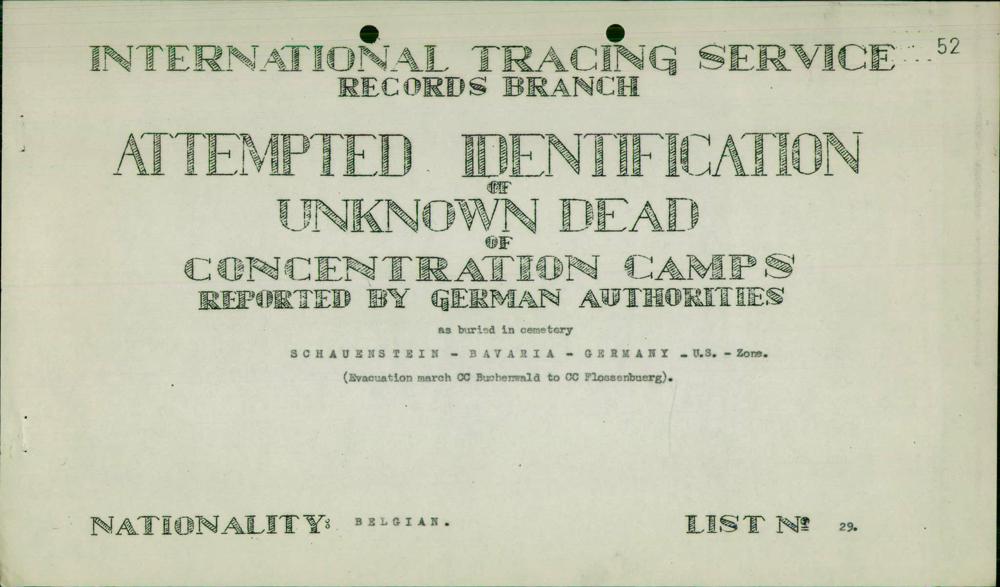 INTERNATIONAL TRACING SERVICE 52
RECORDS BRANCH
ATTEMPTED IDENTIFICATION
OF
UNKNOWN DEAD
OF
CONCENTRATION CAMPS
REPORTED BY GERMAN AUTHORITIES
as buried in cemetery
SCHAUENSTEIN - BAVARIA - GERMANY - U.S. - Zone.
(Evacuation march CC Buchenwald to CC Flossenbuerg).
NATIONALITY: BELGIAN. LIST Nº 29.